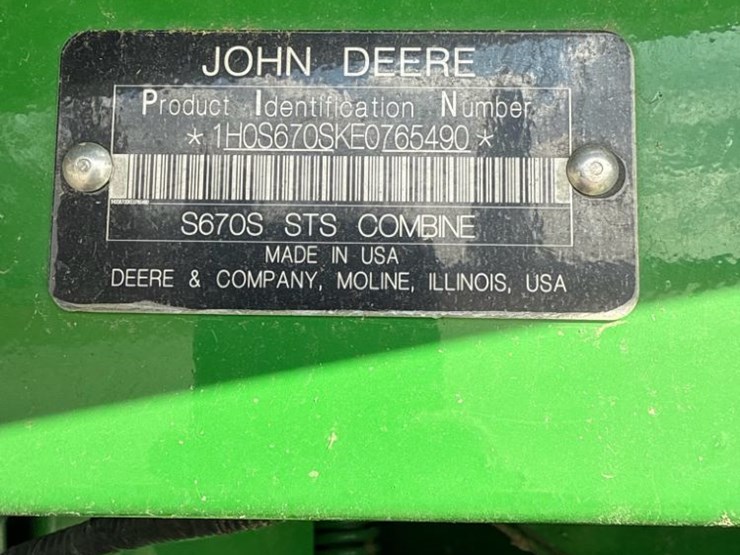 JOHN DEERE
Product Identification Number
*1H0S670SKE0765490*
S670S STS COMBINE
MADE IN USA
DEERE & COMPANY, MOLINE, ILLINOIS, USA